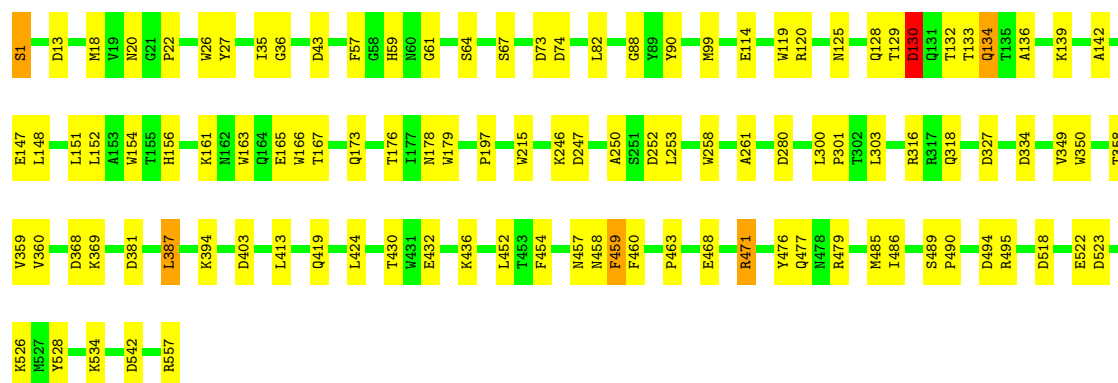 S1 D13 M18 V19 N20 G21 P22 W26 Y27 I35 G36 D43 F57 G58 H59 N60 G61 S64 S67 D73 D74 L82 G88 Y89 Y90 M99 E114 W119 R120 N125 Q128 T129 D130 Q131 T132 T133 Q134 T135 A136 K139 A142
E147 L148 L151 L152 A153 W154 T155 H156 K161 N162 W163 Q164 E165 W166 T167 Q173 T176 I177 N178 W179 P197 W215 K246 D247 A250 S251 D252 L253 W258 A261 D280 L300 P301 T302 L303 R316 R317 Q318 D327 D334 V349 W350
V359 V360 D368 K369 D381 L387 K394 D403 L413 Q419 L424 T430 W431 E432 K436 L452 T453 F454 N457 N458 F459 F460 P463 E468 R471 Y476 Q477 N478 R479 M485 I486 S489 P490 D494 R495 D518 E522 D523
K526 M527 Y528 K534 D542 R557